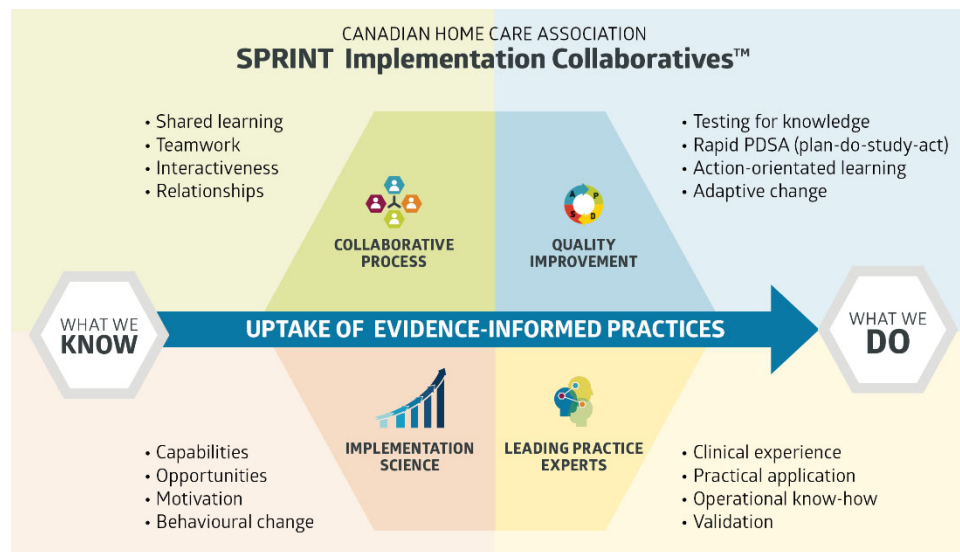 CANADIAN HOME CARE ASSOCIATION
SPRINT Implementation Collaboratives™
• Shared learning
• Teamwork
• Interactiveness
• Relationships
• Testing for knowledge
• Rapid PDSA (plan-do-study-act)
• Action-orientated learning
• Adaptive change
COLLABORATIVE
PROCESS
A P
S D
QUALITY
IMPROVEMENT
WHAT WE
KNOW
UPTAKE OF EVIDENCE-INFORMED PRACTICES
WHAT WE
DO
IMPLEMENTATION
SCIENCE
LEADING PRACTICE
EXPERTS
• Capabilities
• Opportunities
• Motivation
• Behavioural change
• Clinical experience
• Practical application
• Operational know-how
• Validation